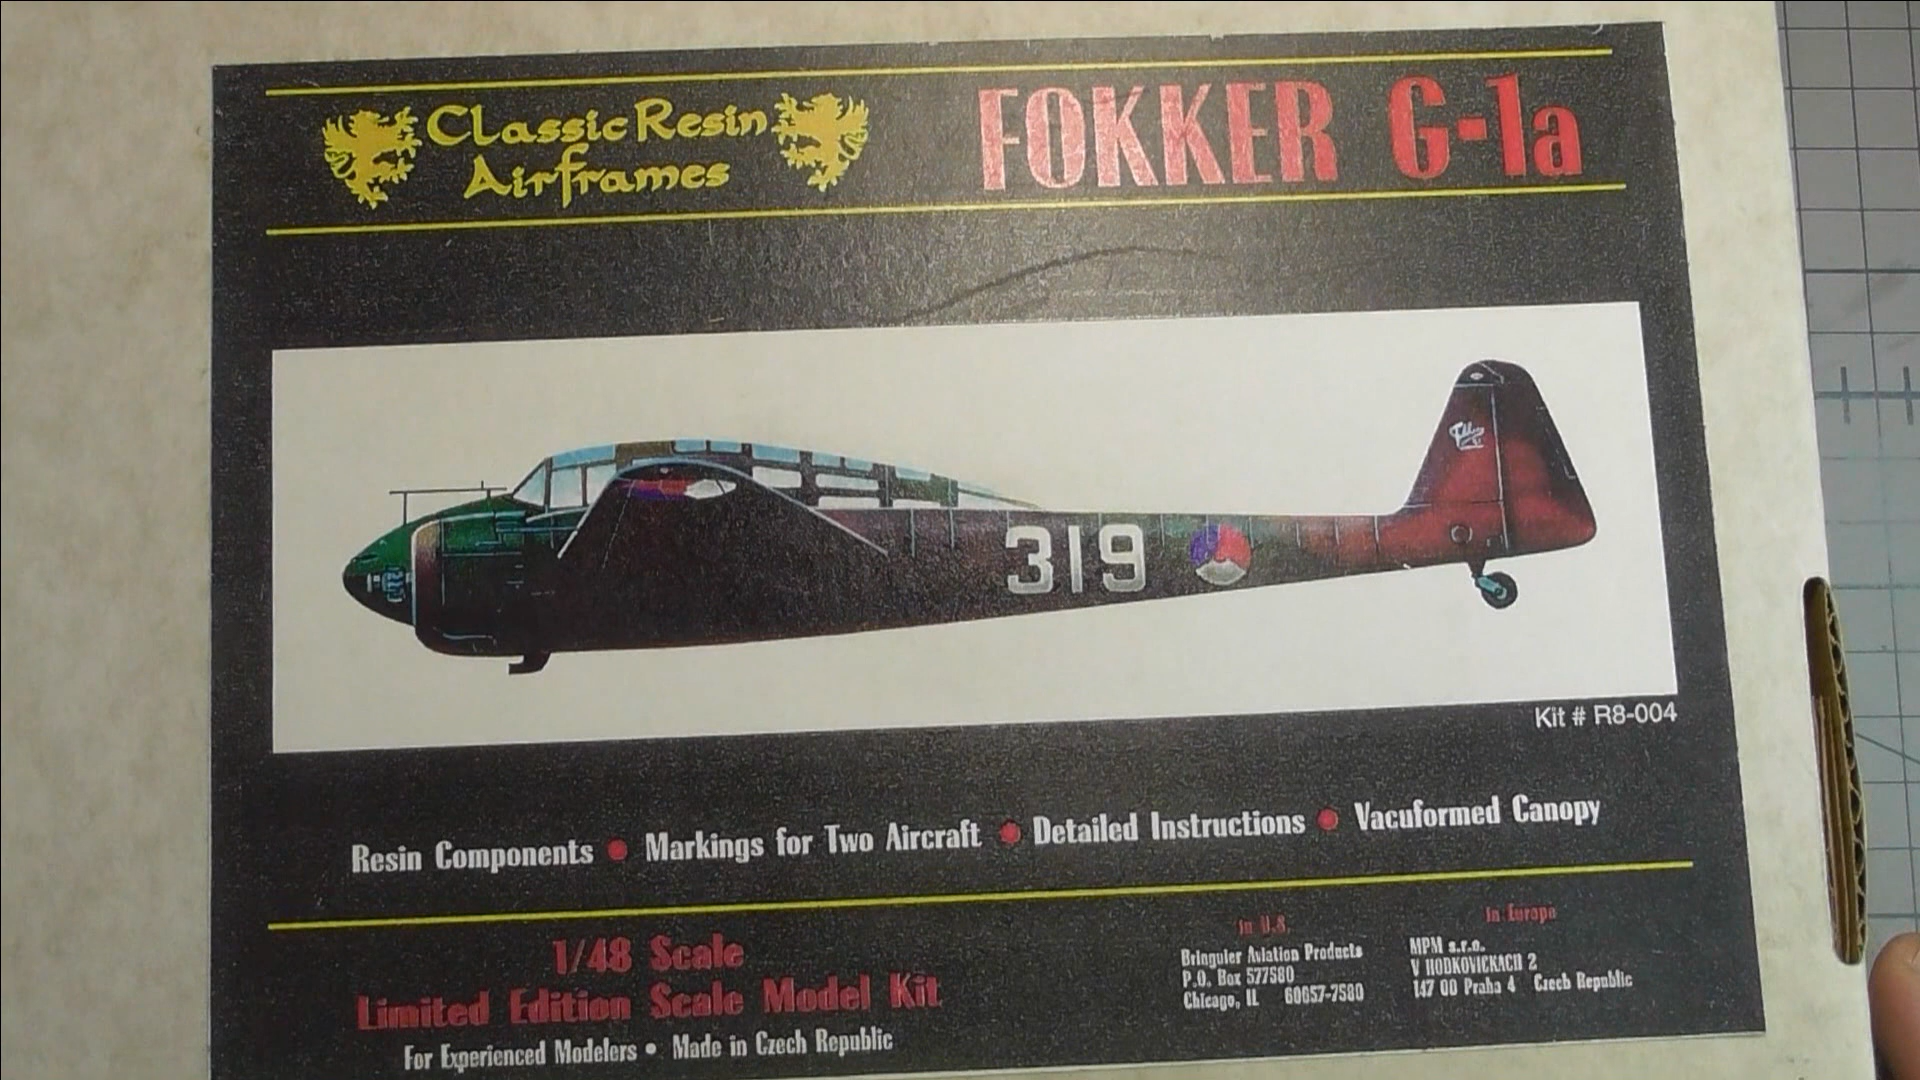 Classic Resin
Airframes
FOKKER G-1a
319
Kit # R8-004
Resin Components • Markings for Two Aircraft • Detailed Instructions • Vacuformed Canopy
1/48 Scale
Limited Edition Scale Model Kit
For Experienced Modelers • Made in Czech Republic
in U.S.
Bringuier Aviation Products
P.O. Box 577580
Chicago, IL 60657-7580
In Europe
MPM s.r.o.
V HODKOVICKACH 2
147 00 Praha 4 Czech Republic